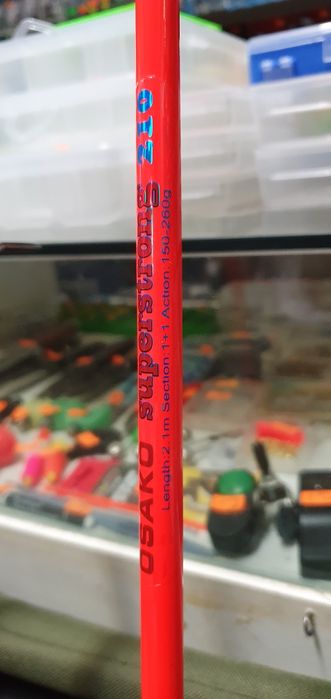 OSAKO superstrong 210
Length:2.1m Section 1+1 Action 150-260g